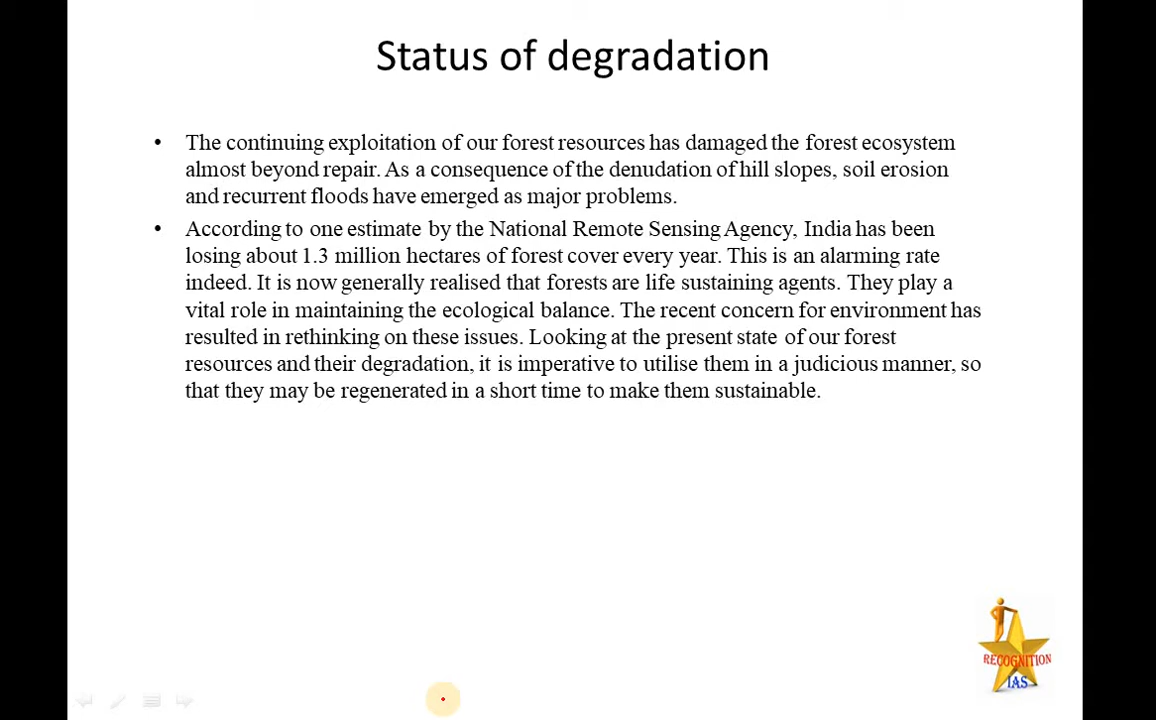 Status of degradation
• The continuing exploitation of our forest resources has damaged the forest ecosystem
almost beyond repair. As a consequence of the denudation of hill slopes, soil erosion
and recurrent floods have emerged as major problems.
• According to one estimate by the National Remote Sensing Agency, India has been
losing about 1.3 million hectares of forest cover every year. This is an alarming rate
indeed. It is now generally realised that forests are life sustaining agents. They play a
vital role in maintaining the ecological balance. The recent concern for environment has
resulted in rethinking on these issues. Looking at the present state of our forest
resources and their degradation, it is imperative to utilise them in a judicious manner, so
that they may be regenerated in a short time to make them sustainable.
RECOGNITION
IAS